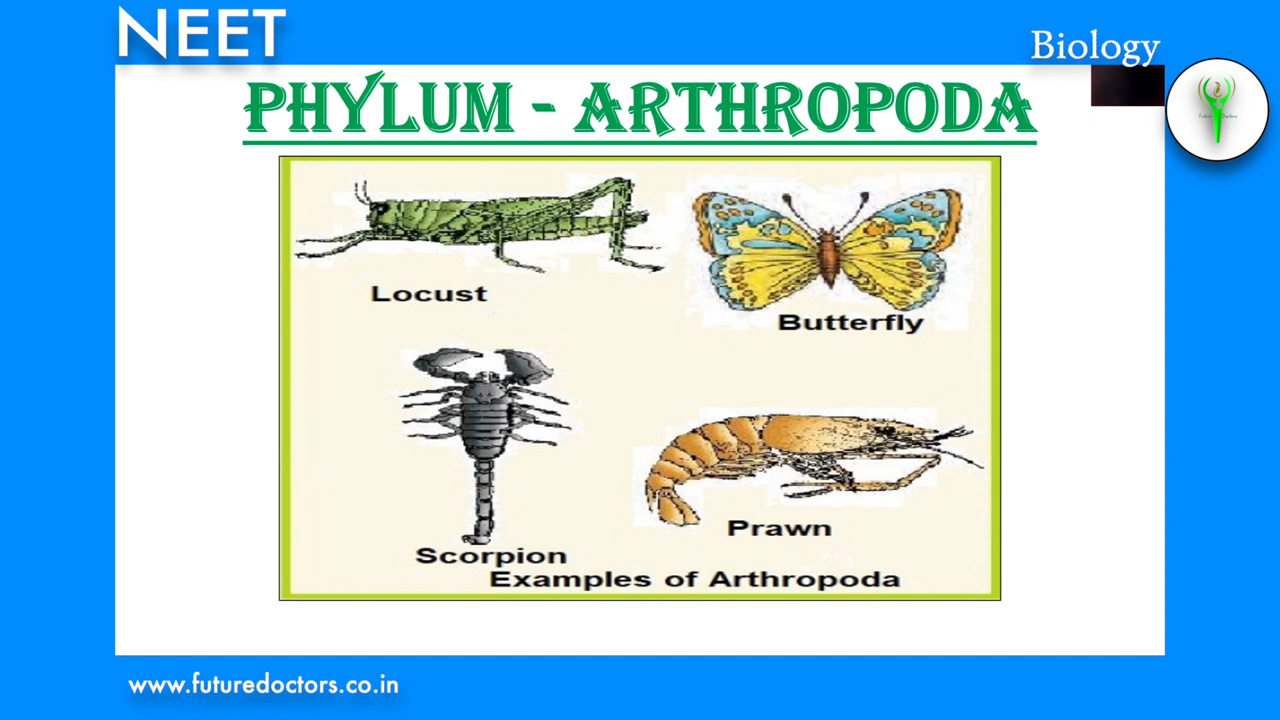 NEET
Biology
PHYLUM - ARTHROPODA
Locust
Butterfly
Scorpion
Prawn
Examples of Arthropoda
www.futuredoctors.co.in